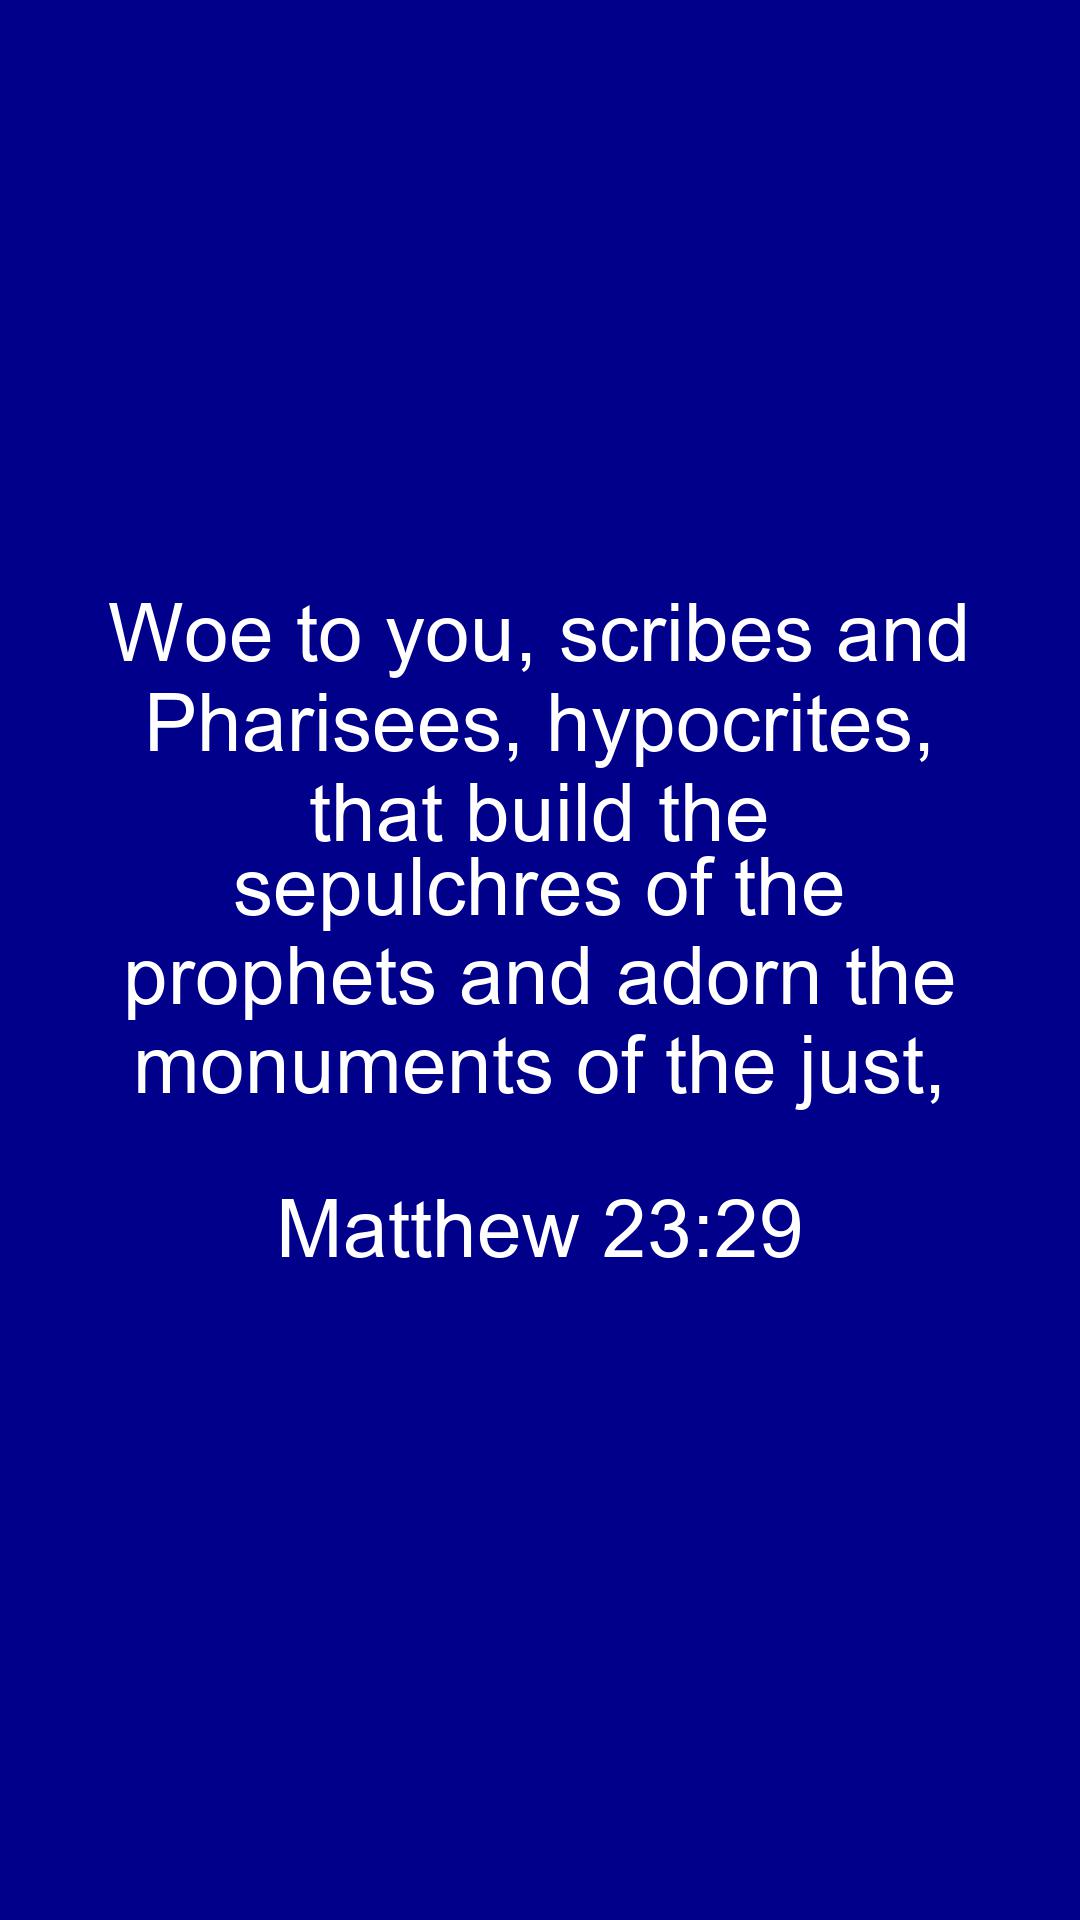 Woe to you, scribes and
Pharisees, hypocrites,
that build the
sepulchres of the
prophets and adorn the
monuments of the just,
Matthew 23:29